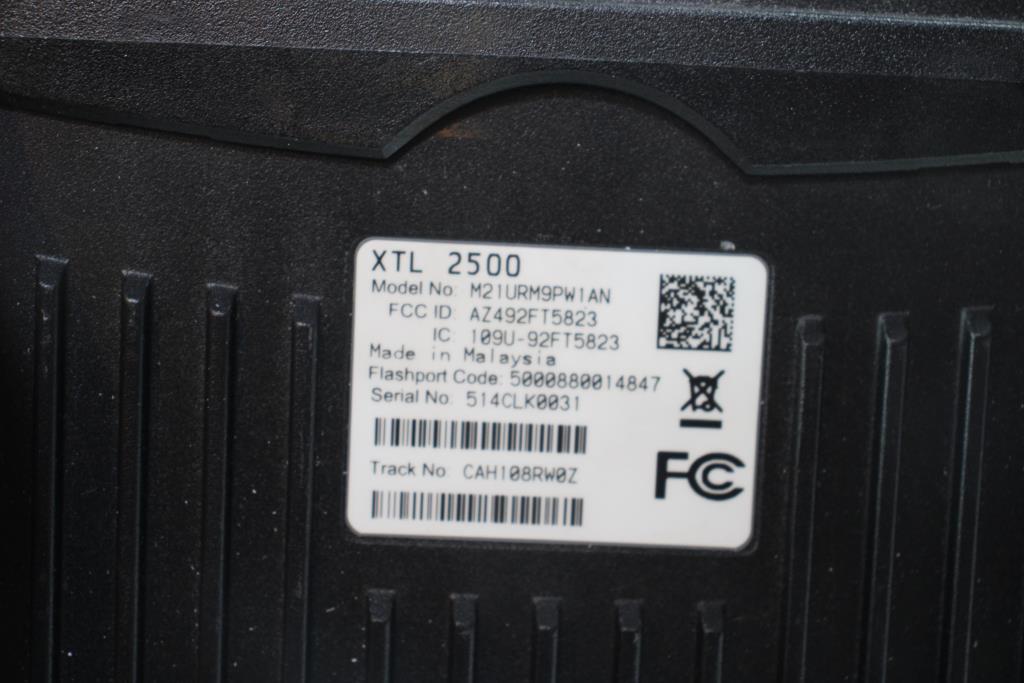 XTL 2500
Model No: M21URM9PW1AN
FCC ID: AZ492FT5823
IC: 109U-92FT5823
Made in Malaysia
Flashport Code: 5000880014847
Serial No: 514CLK0031
Track No: CAH108RW0Z
FC